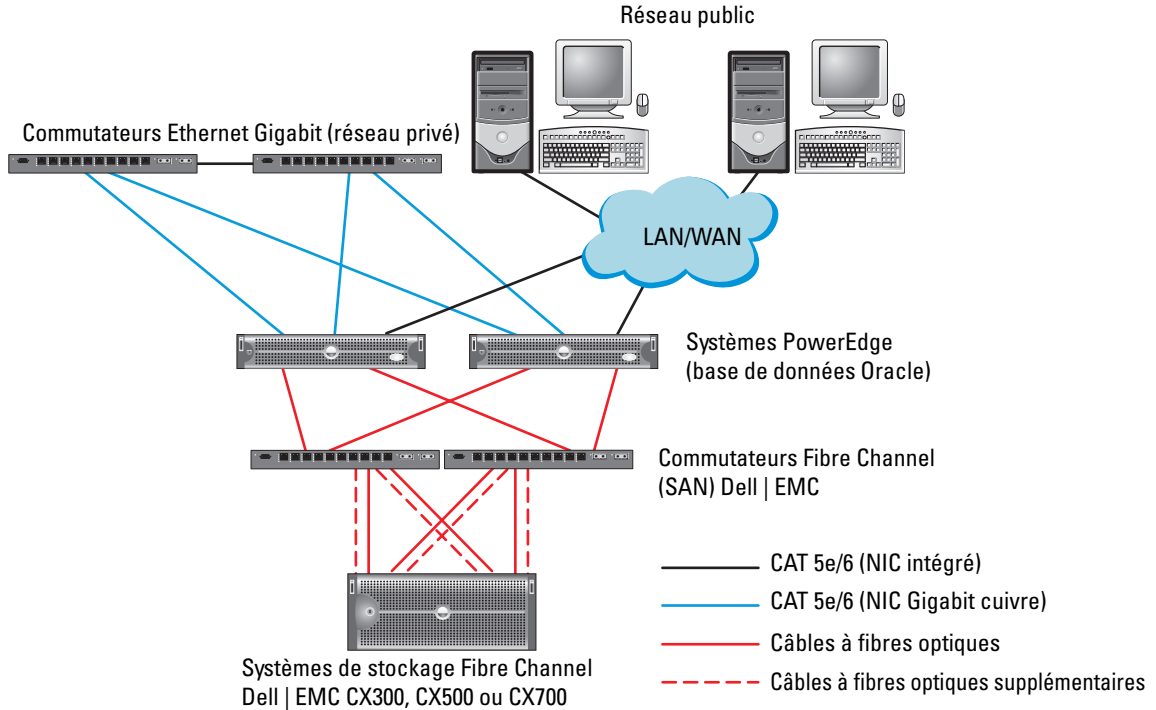 Réseau public
Commutateurs Ethernet Gigabit (réseau privé)
LAN/WAN
Systèmes PowerEdge
(base de données Oracle)
Commutateurs Fibre Channel
(SAN) Dell | EMC
CAT 5e/6 (NIC intégré)
CAT 5e/6 (NIC Gigabit cuivre)
Câbles à fibres optiques
Câbles à fibres optiques supplémentaires
Systèmes de stockage Fibre Channel
Dell | EMC CX300, CX500 ou CX700